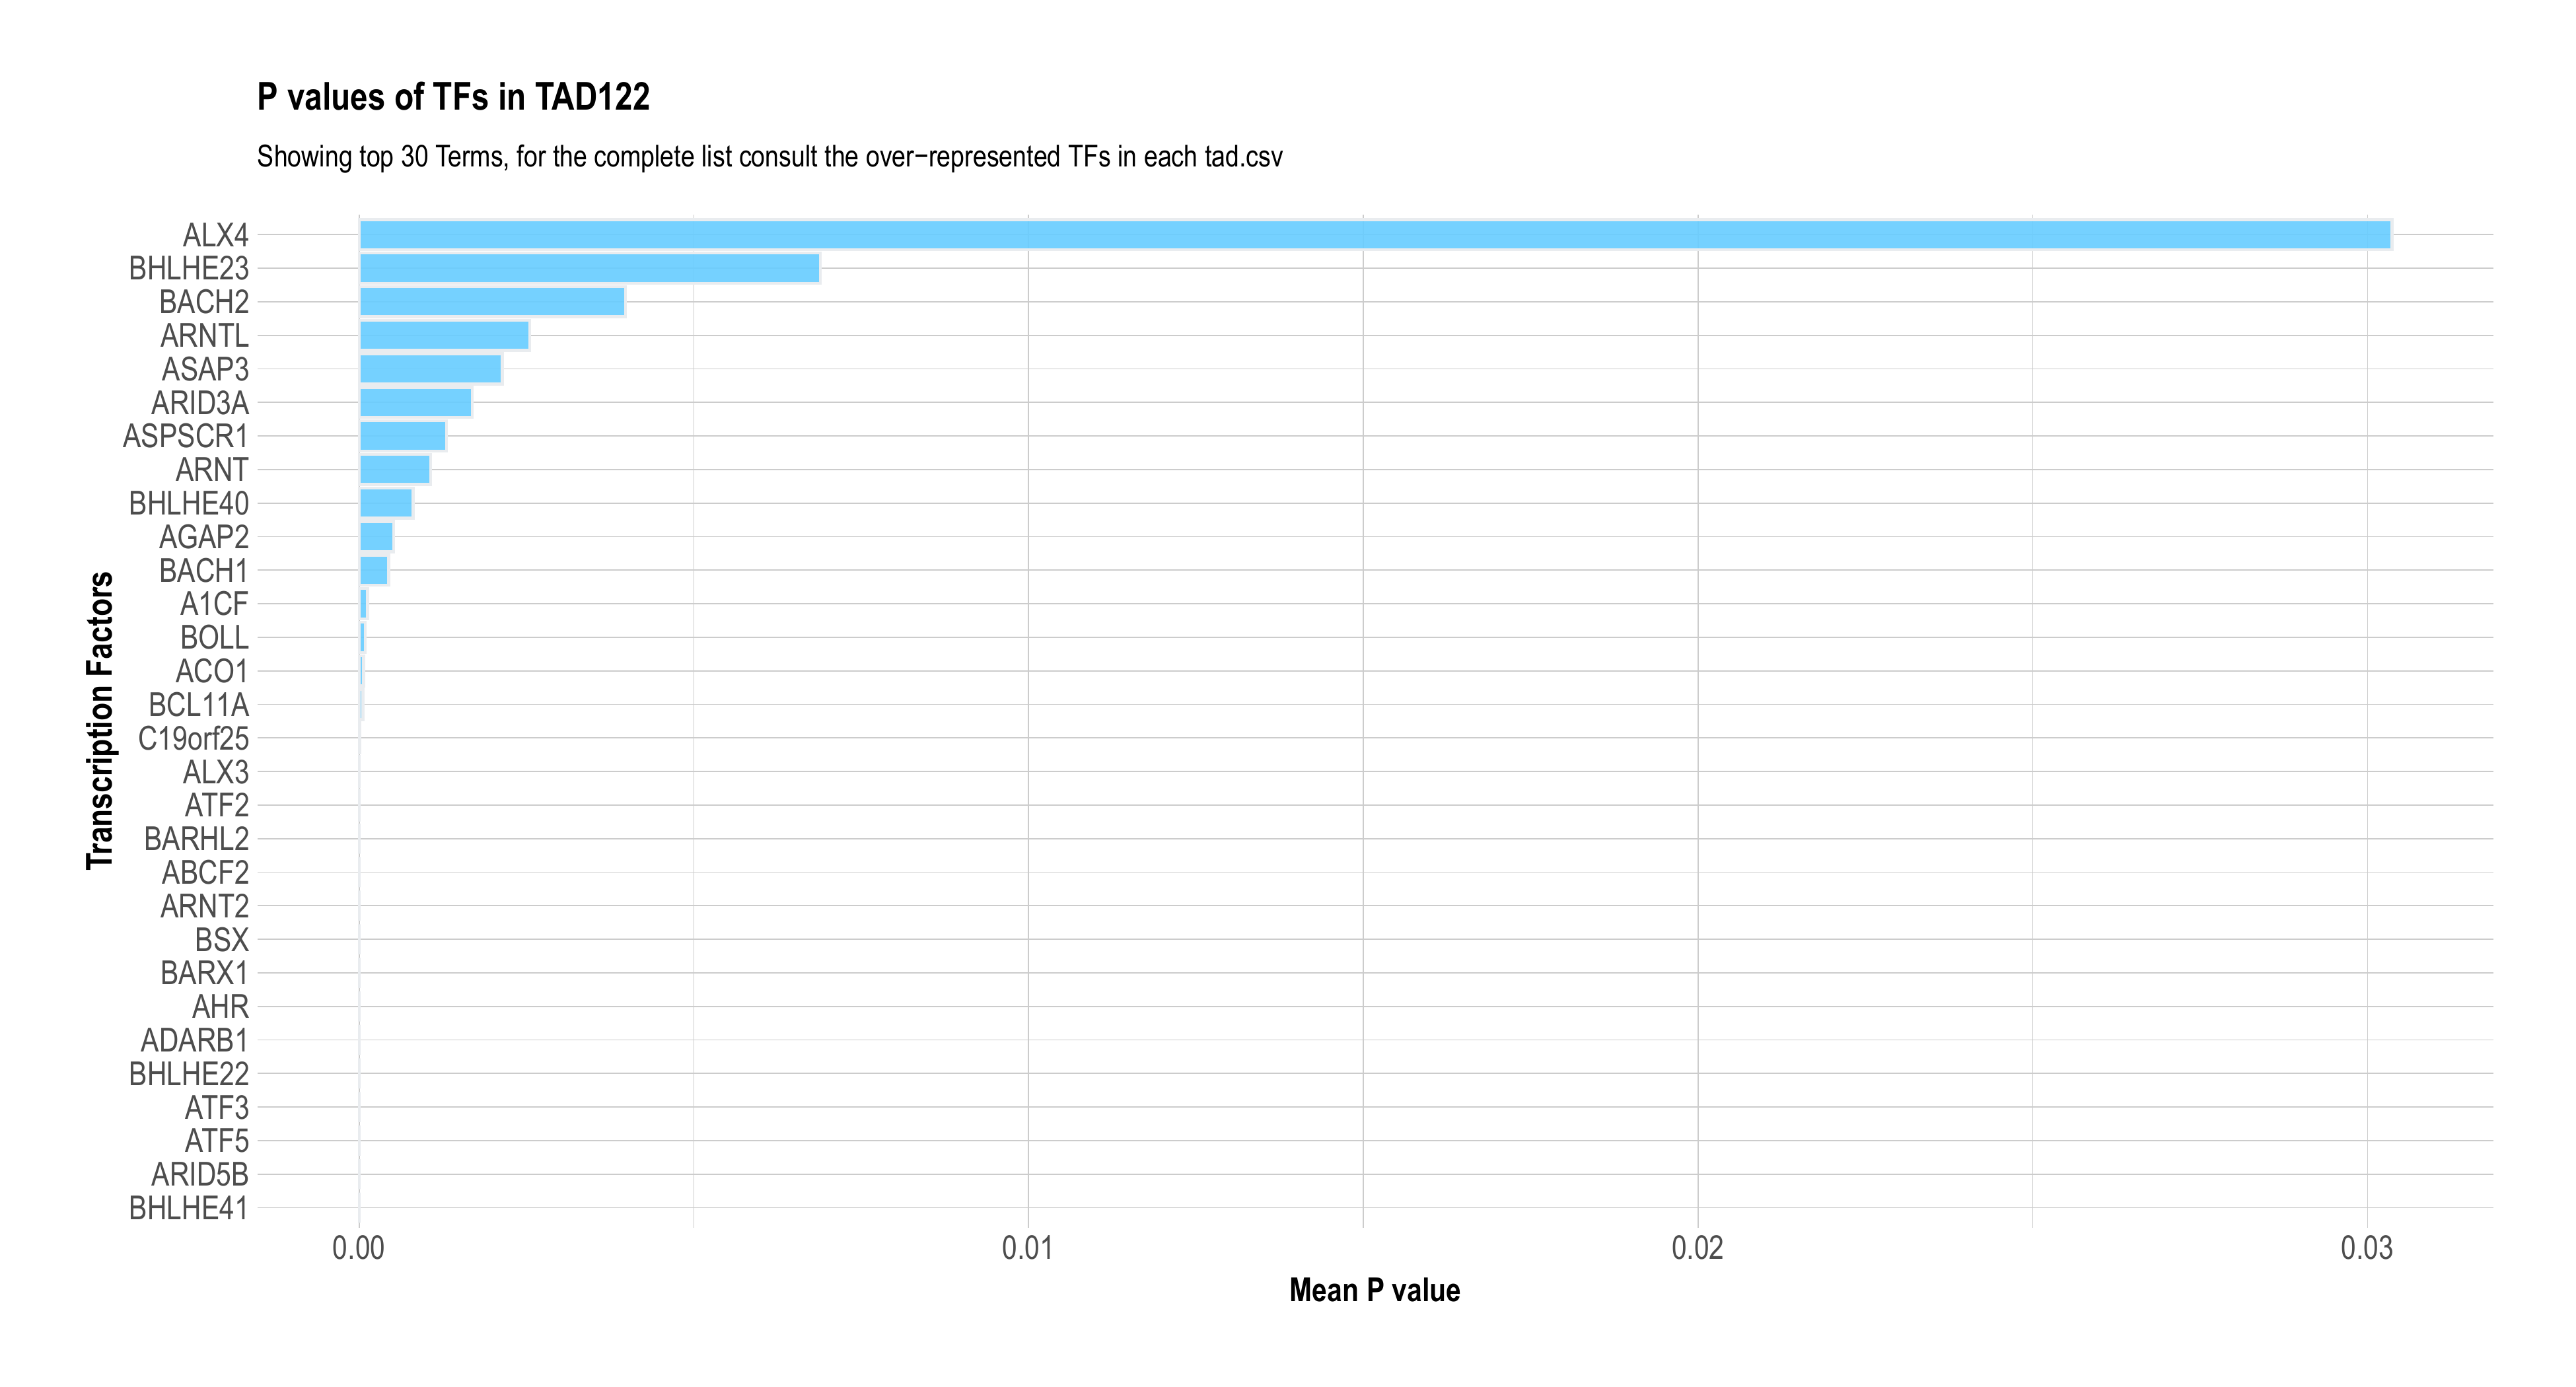 P values of TFs in TAD122
Showing top 30 Terms, for the complete list consult the over−represented TFs in each tad.csv
Transcription Factors
ALX4
BHLHE23
BACH2
ARNTL
ASAP3
ARID3A
ASPSCR1
ARNT
BHLHE40
AGAP2
BACH1
A1CF
BOLL
ACO1
BCL11A
C19orf25
ALX3
ATF2
BARHL2
ABCF2
ARNT2
BSX
BARX1
AHR
ADARB1
BHLHE22
ATF3
ATF5
ARID5B
BHLHE41
0.00 0.01 0.02 0.03
Mean P value